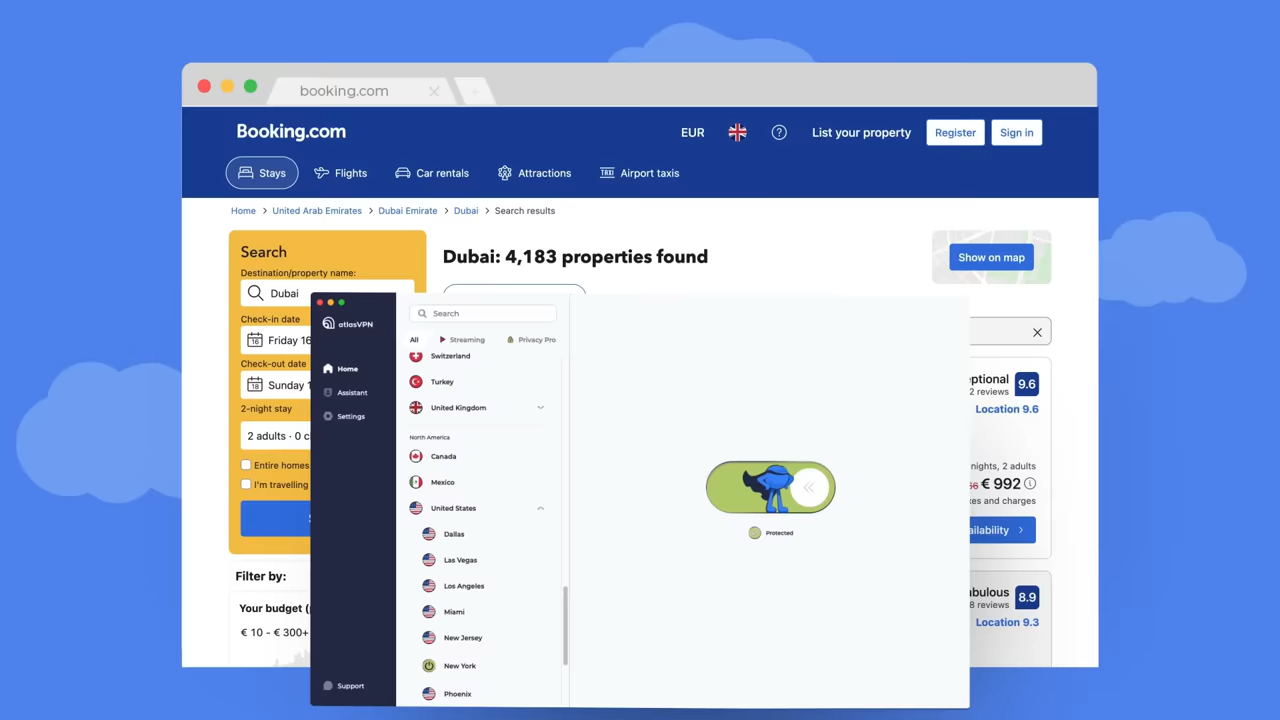 booking.com
Booking.com
EUR
List your property
Register
Sign in
Stays
Flights
Car rentals
Attractions
TAXI
Airport taxis
Home
United Arab Emirates
Dubai Emirate
Dubai
Search results
Search
Destination/property name:
Dubai
Check-in date
16
Friday 16
Check-out date
18
Sunday 1
2-night stay
2 adults · 0 c
Entire homes
I'm travelling
Filter by:
Your budget (
€ 10 - € 300+
Dubai: 4,183 properties found
Show on map
atlasVPN
Home
Assistant
Settings
Support
Search
All
Streaming
Privacy Pro
Switzerland
Turkey
United Kingdom
North America
Canada
Mexico
United States
Dallas
Las Vegas
Los Angeles
Miami
New Jersey
New York
Phoenix
Protected
ptional
9.6
2 reviews
Location 9.6
nights, 2 adults
€ 992
es and charges
ailability
bulous
8.9
8 reviews
Location 9.3